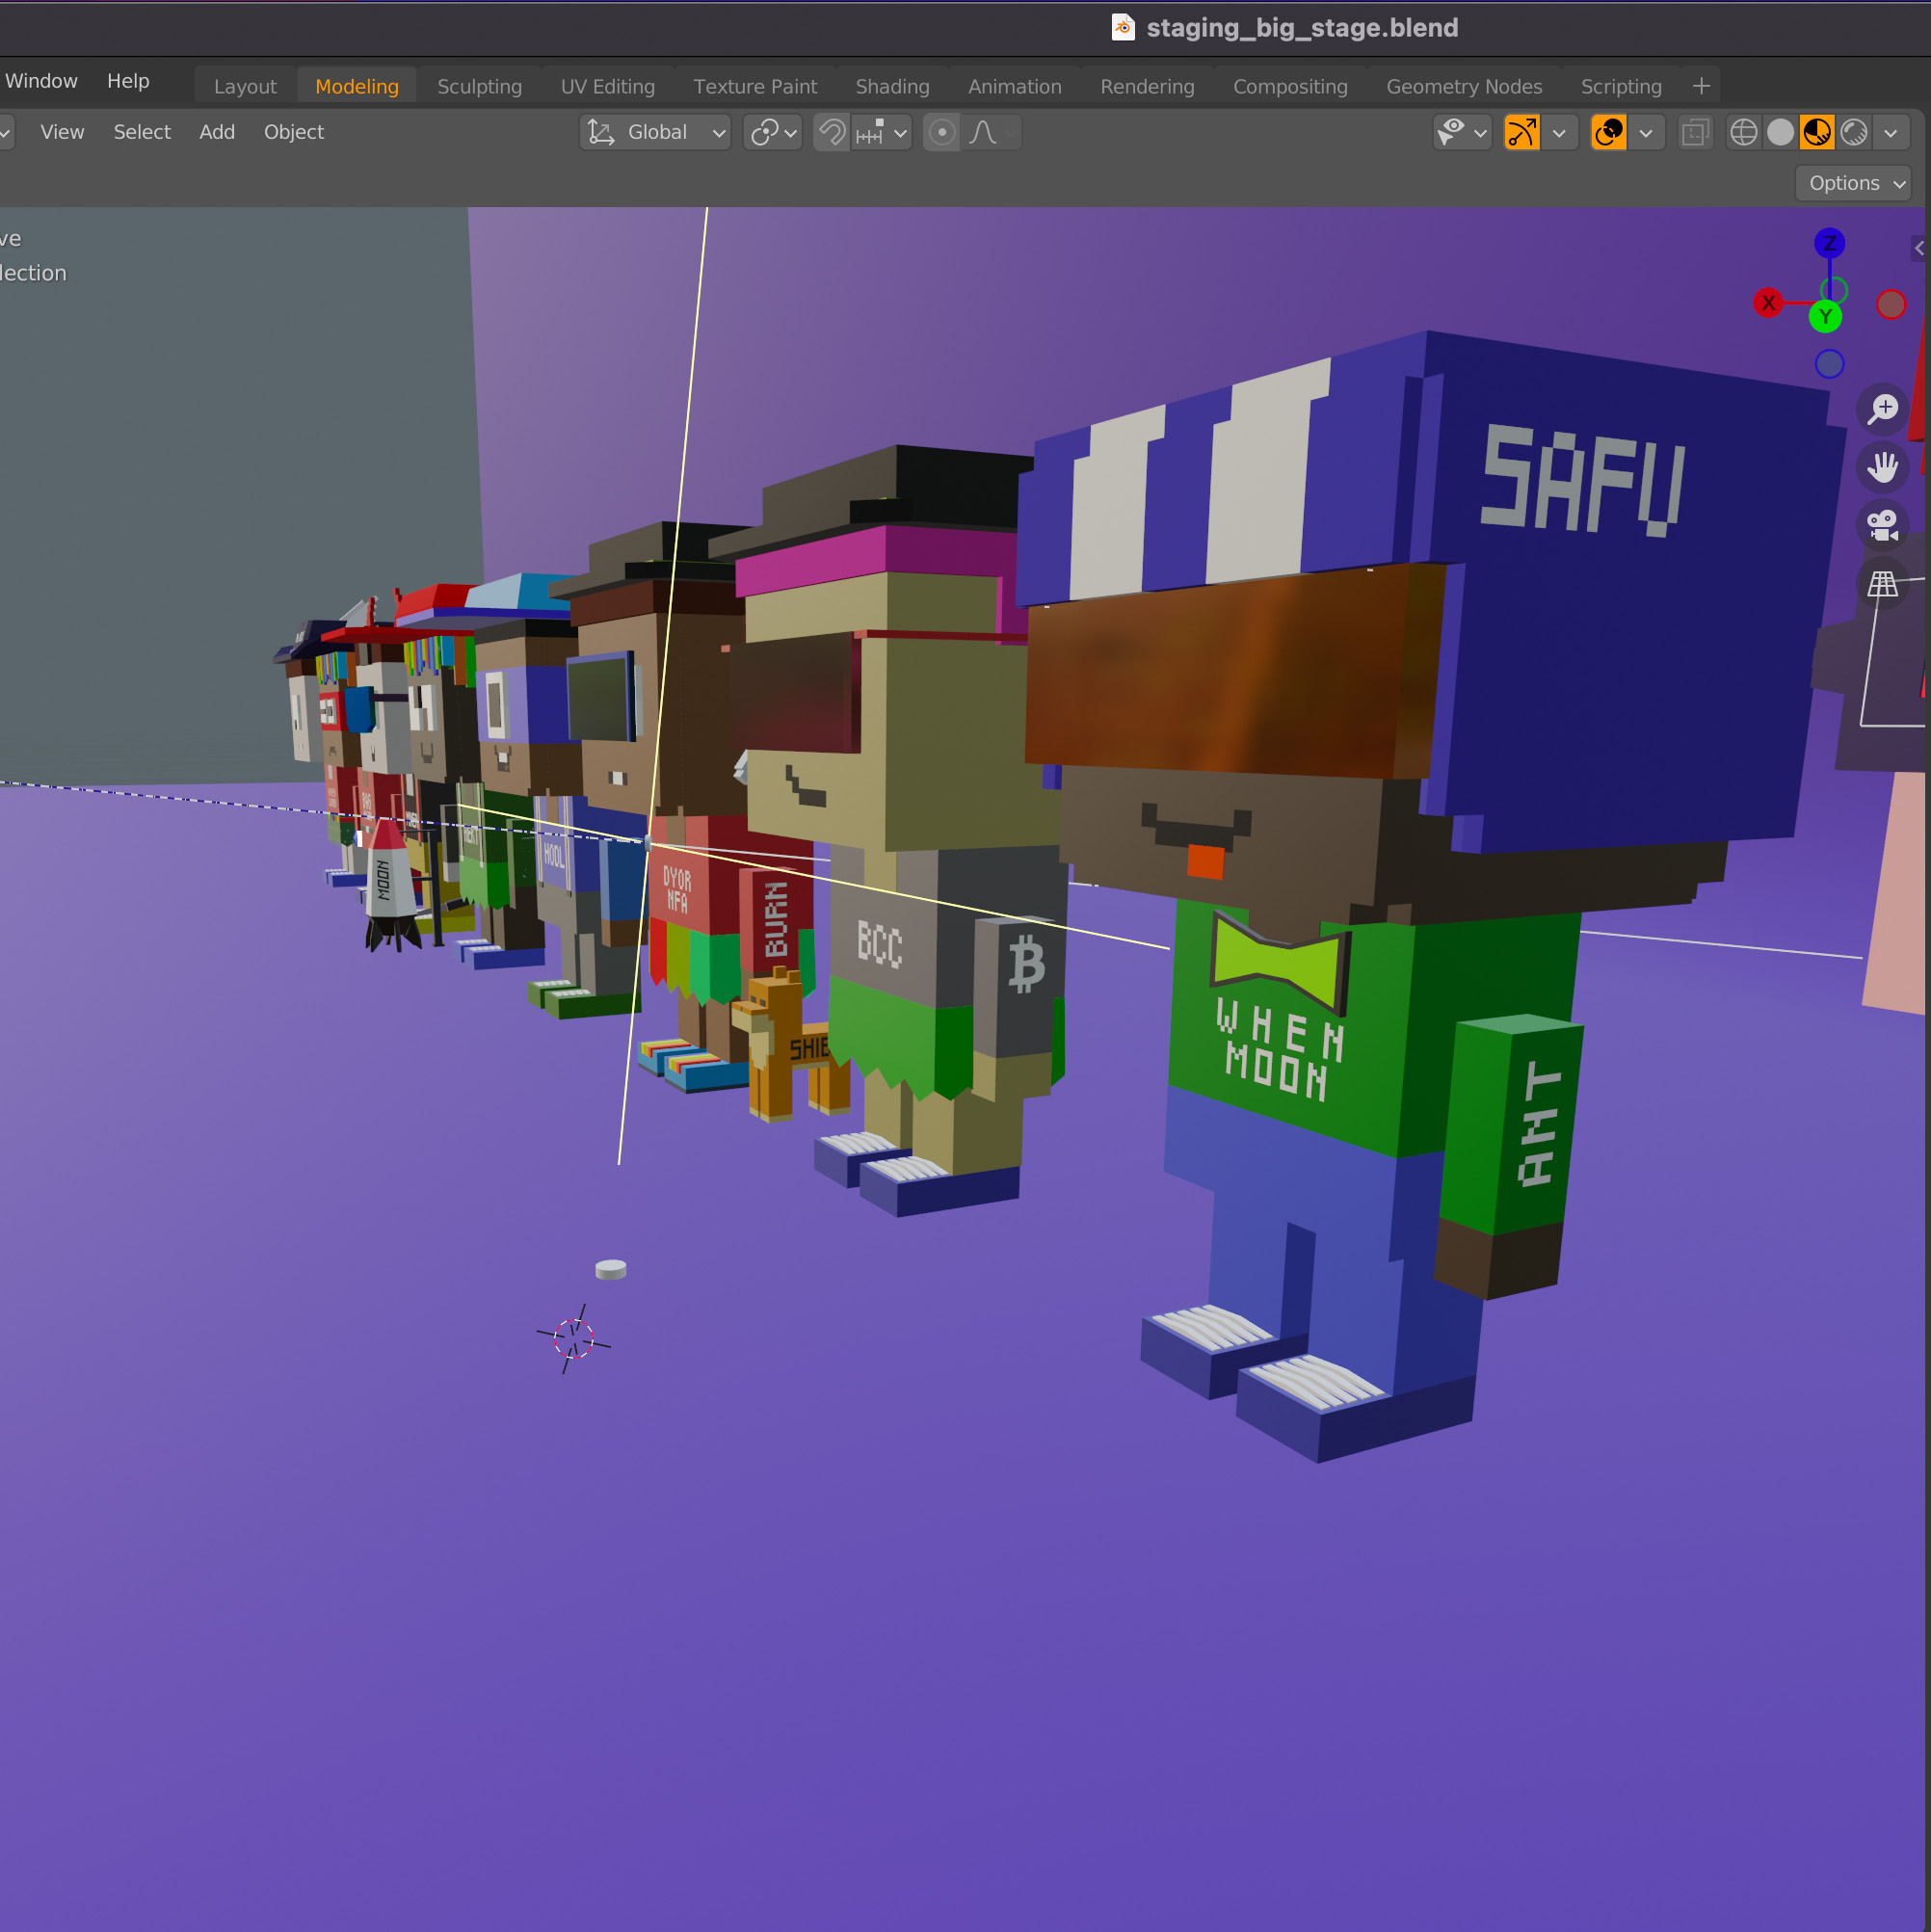 staging_big_stage.blend
Window Help Layout Modeling Sculpting UV Editing Texture Paint Shading Animation Rendering Compositing Geometry Nodes Scripting +
View Select Add Object Global
Options
ve
lection
Z
X
Y
SAFU
MOON
HODL
DYOR
NFA
BURN
BCC
₿
SHIB
WHEN
MOON
ANT